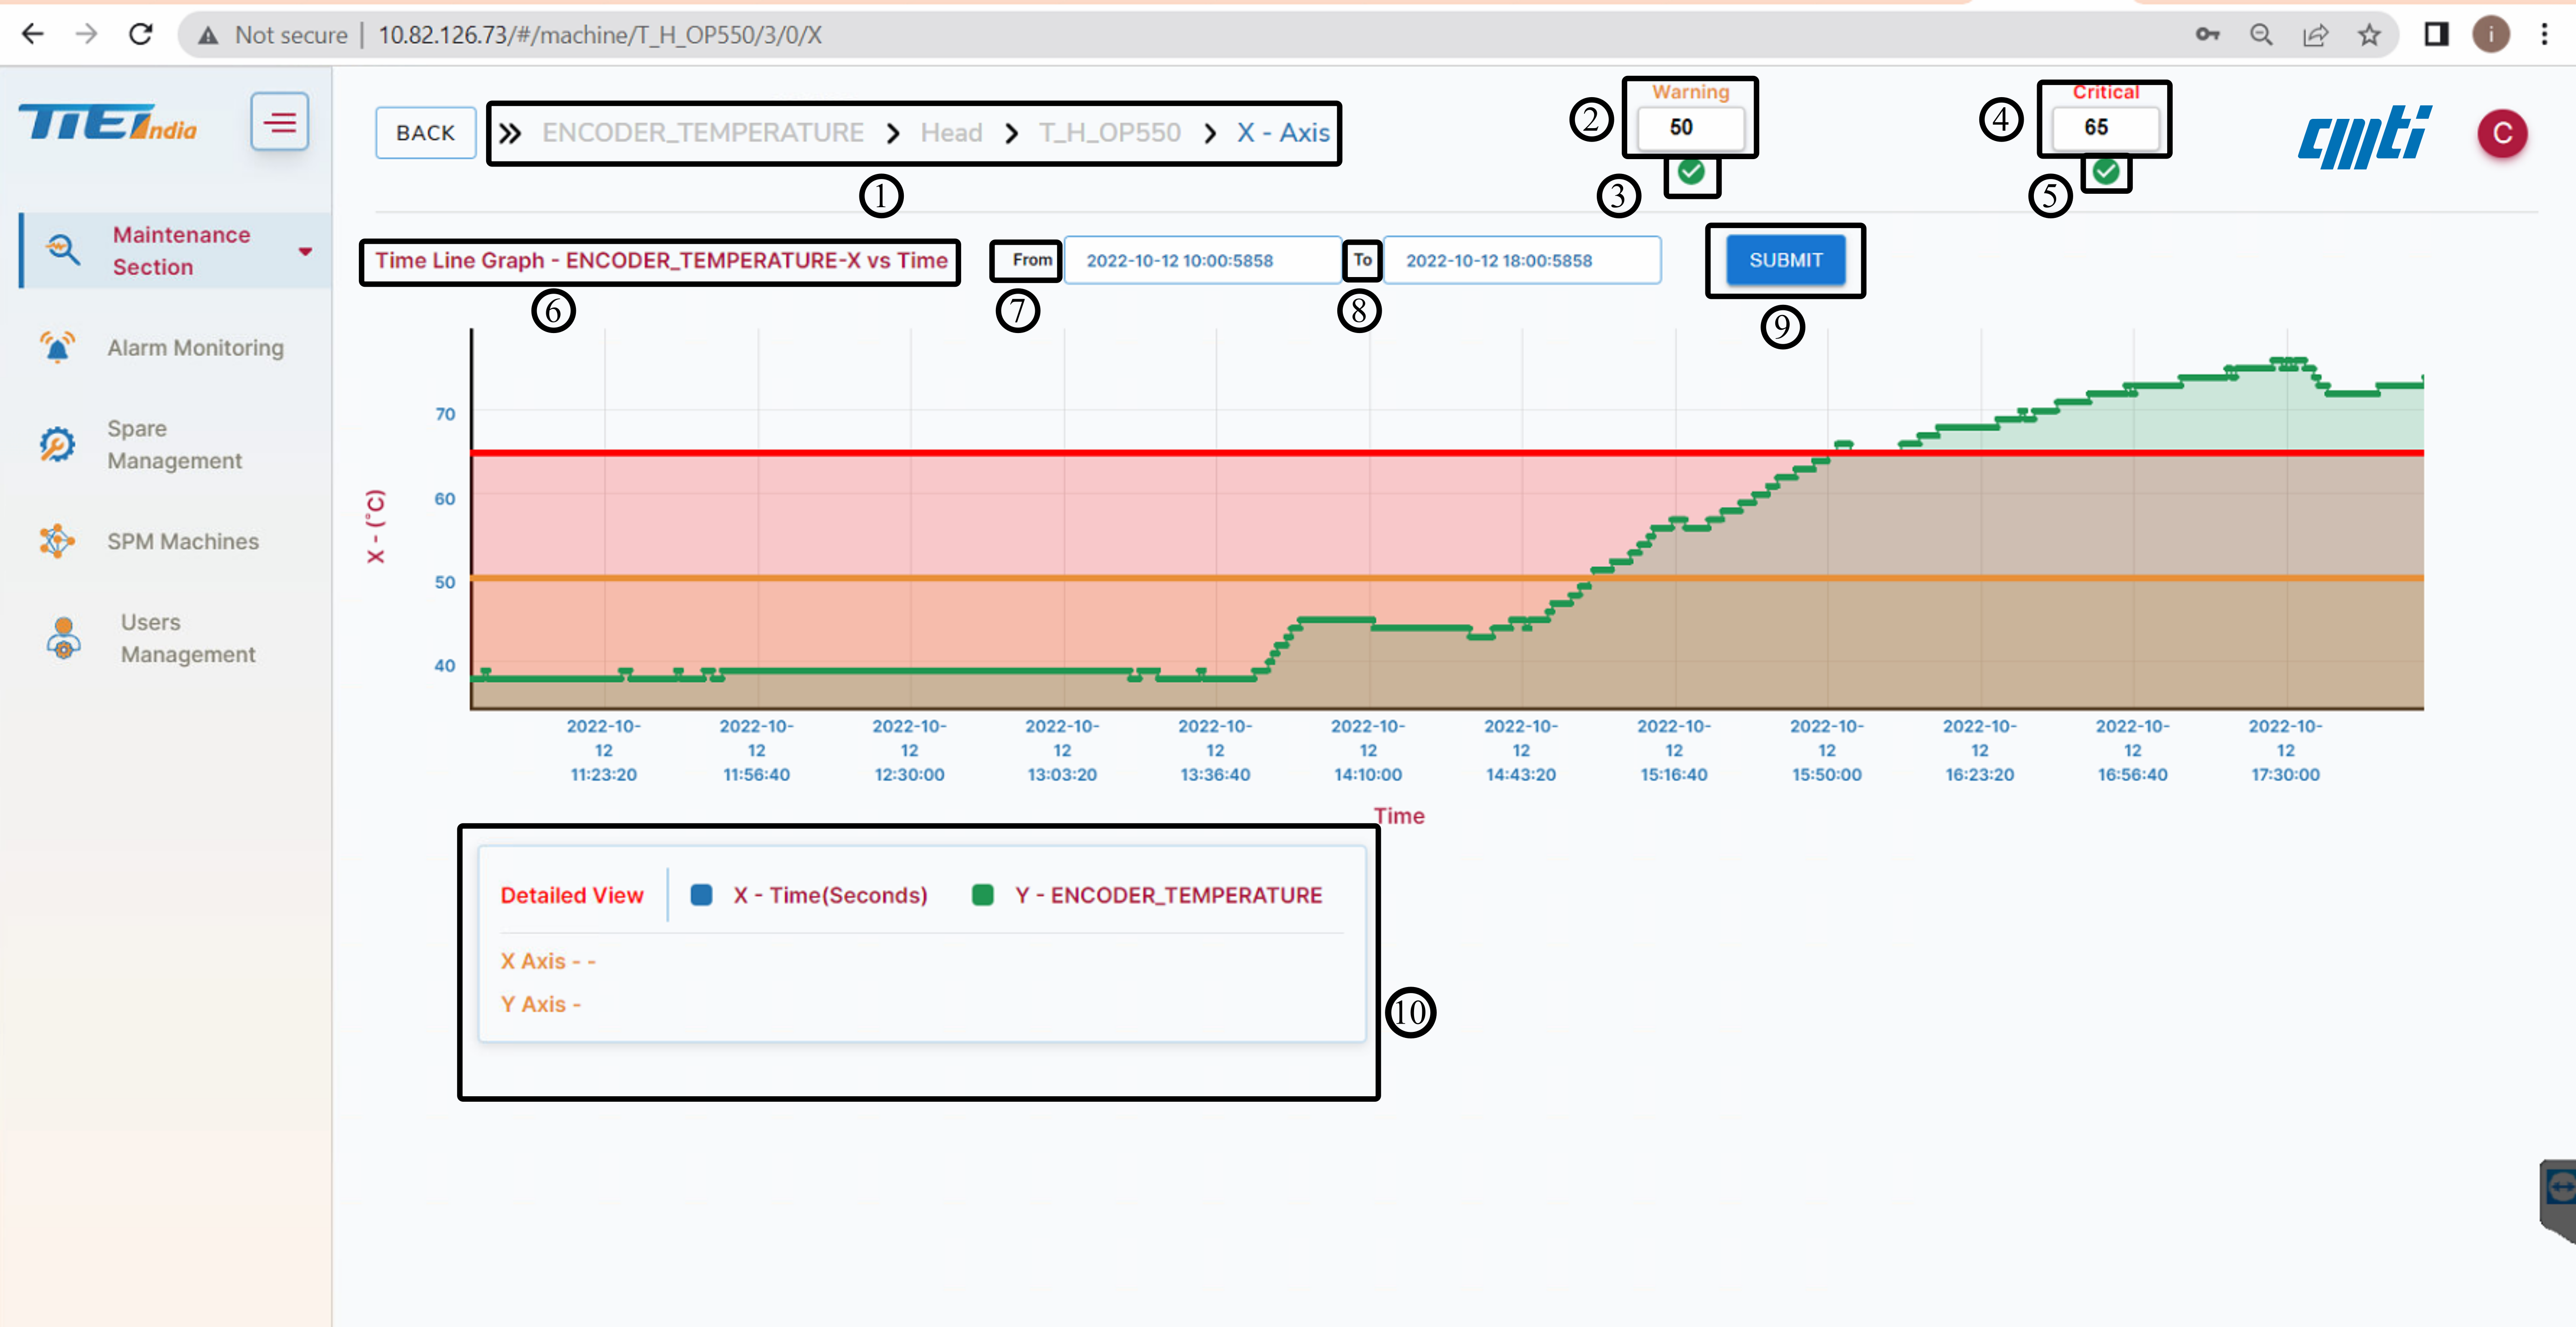 Not secure | 10.82.126.73/#/machine/T_H_OP550/3/0/X
i
TIEI India
BACK
» ENCODER_TEMPERATURE > Head > T_H_OP550 > X - Axis
1
2
Warning
50
3
4
Critical
65
5
cmti
C
Maintenance
Section
Alarm Monitoring
Spare
Management
SPM Machines
Users
Management
Time Line Graph - ENCODER_TEMPERATURE-X vs Time
6
From
2022-10-12 10:00:5858
7
To
2022-10-12 18:00:5858
8
SUBMIT
9
X - (°C)
70
60
50
40
2022-10-
12
11:23:20
2022-10-
12
11:56:40
2022-10-
12
12:30:00
2022-10-
12
13:03:20
2022-10-
12
13:36:40
2022-10-
12
14:10:00
2022-10-
12
14:43:20
2022-10-
12
15:16:40
2022-10-
12
15:50:00
2022-10-
12
16:23:20
2022-10-
12
16:56:40
2022-10-
12
17:30:00
Time
Detailed View
X - Time(Seconds)
Y - ENCODER_TEMPERATURE
X Axis - -
Y Axis -
10